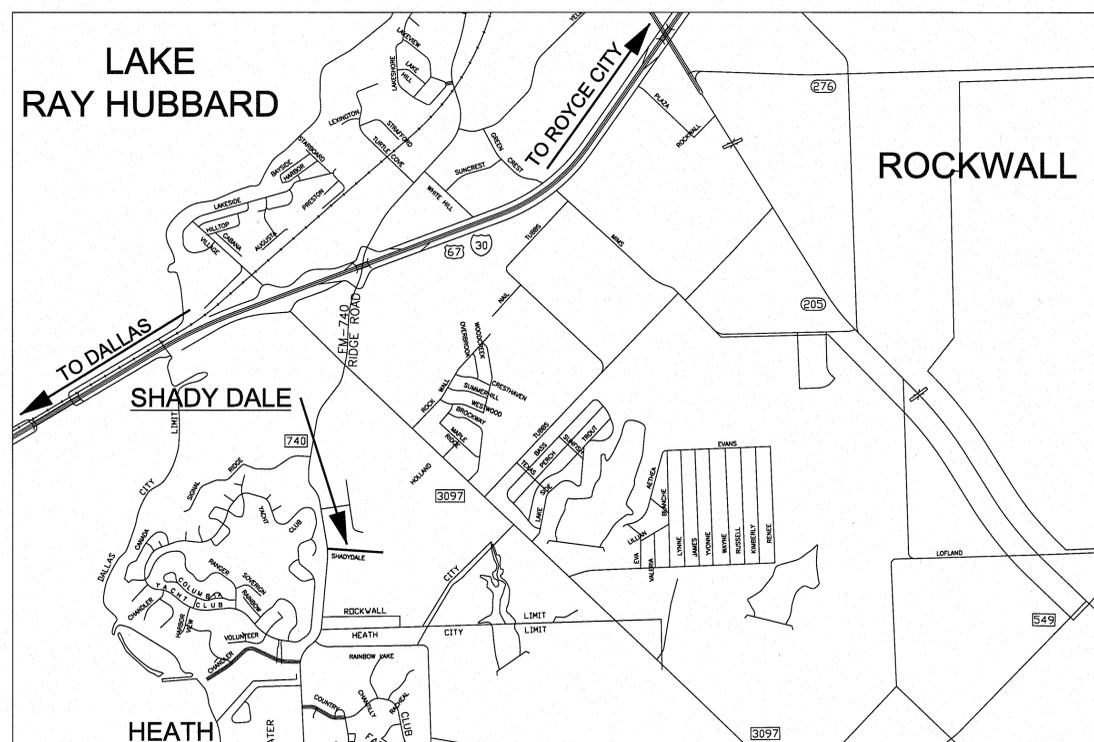 LAKE
RAY HUBBARD
LAKEVIEW
LAKESHORE
LAKE
HILL
TO ROYCE CITY
276
PLAZA
ROCKWALL
LEXINGTON
STRAFFORD
TURTLE COVE
GREEN CREST
SUNCREST
WHITE HILL
ROCKWALL
STARBOARD
BAYSIDE
HARBOR
PRESTON
LAKESIDE
HILLTOP
CABANA
VILLAGE
AUGUSTA
67
30
TUBBS
MIMS
205
NAIL
FM-740
RIDGE ROAD
TO DALLAS
OVERBROOK
WOODCREEK
SHADY DALE
LIMIT
ROCK WALL
SUMMERHILL
CRESTHAVEN
WESTWOOD
BROCKWAY
MAPLE
RIDGE
740
TUBBS
BASS
SUNFISH
TROUT
PERCH
TEXAS
LAKE SIDE
HOLLAND
3097
EVANS
AETHEA
BLANCHE
LILLIAN
EVA
VALERIA
LYNNE
JAMES
YVONNE
WAYNE
RUSSELL
KIMBERLY
RENEE
CITY
SIGNAL RIDGE
YACHT CLUB
CANADA
DALLAS
SHADYDALE
LOFLAND
RANGER
SOVERIGN
COLUMBIA
RAINBOW
YACHT CLUB
CHANDLER
HARBOR
VIEW
VOLUNTEER
CHANDLER
CITY
ROCKWALL
LIMIT
HEATH
CITY
LIMIT
549
RAINBOW LAKE
COUNTRY
CHANTILLY
RACHEAL
CLUB
HEATH
3097